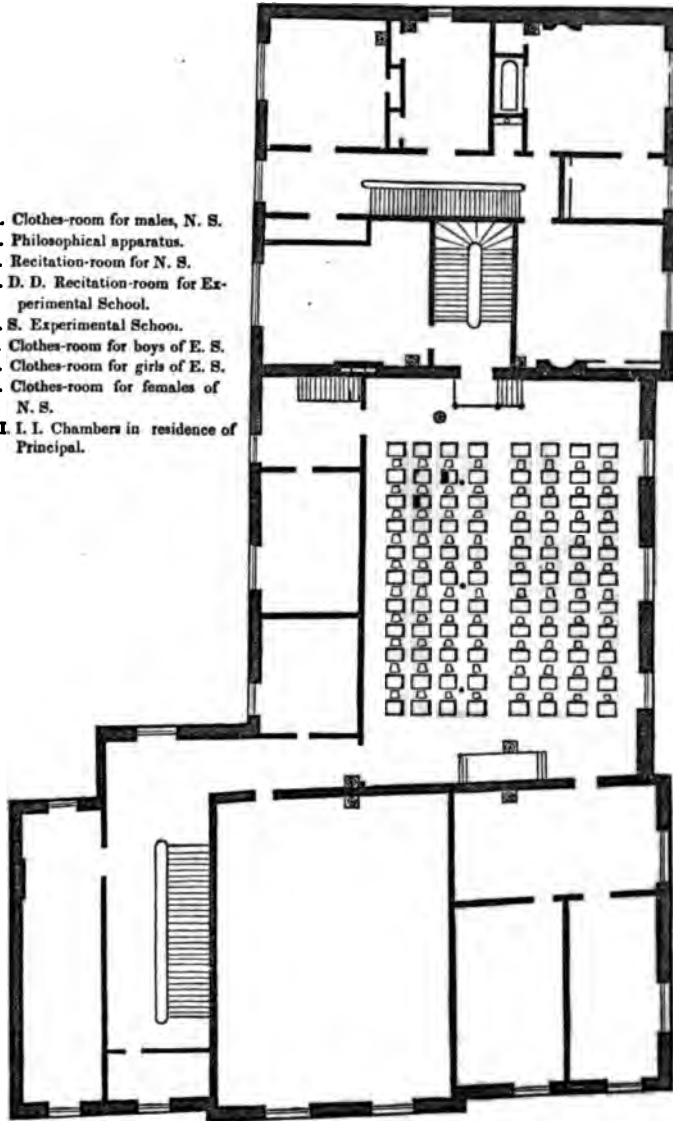 . Clothes-room for males, N. S.
. Philosophical apparatus.
. Recitation-room for N. S.
. D. D. Recitation-room for Ex-
perimental School.
. S. Experimental School.
. Clothes-room for boys of E. S.
. Clothes-room for girls of E. S.
. Clothes-room for females of
N. S.
I. I. I. Chambers in residence of
Principal.